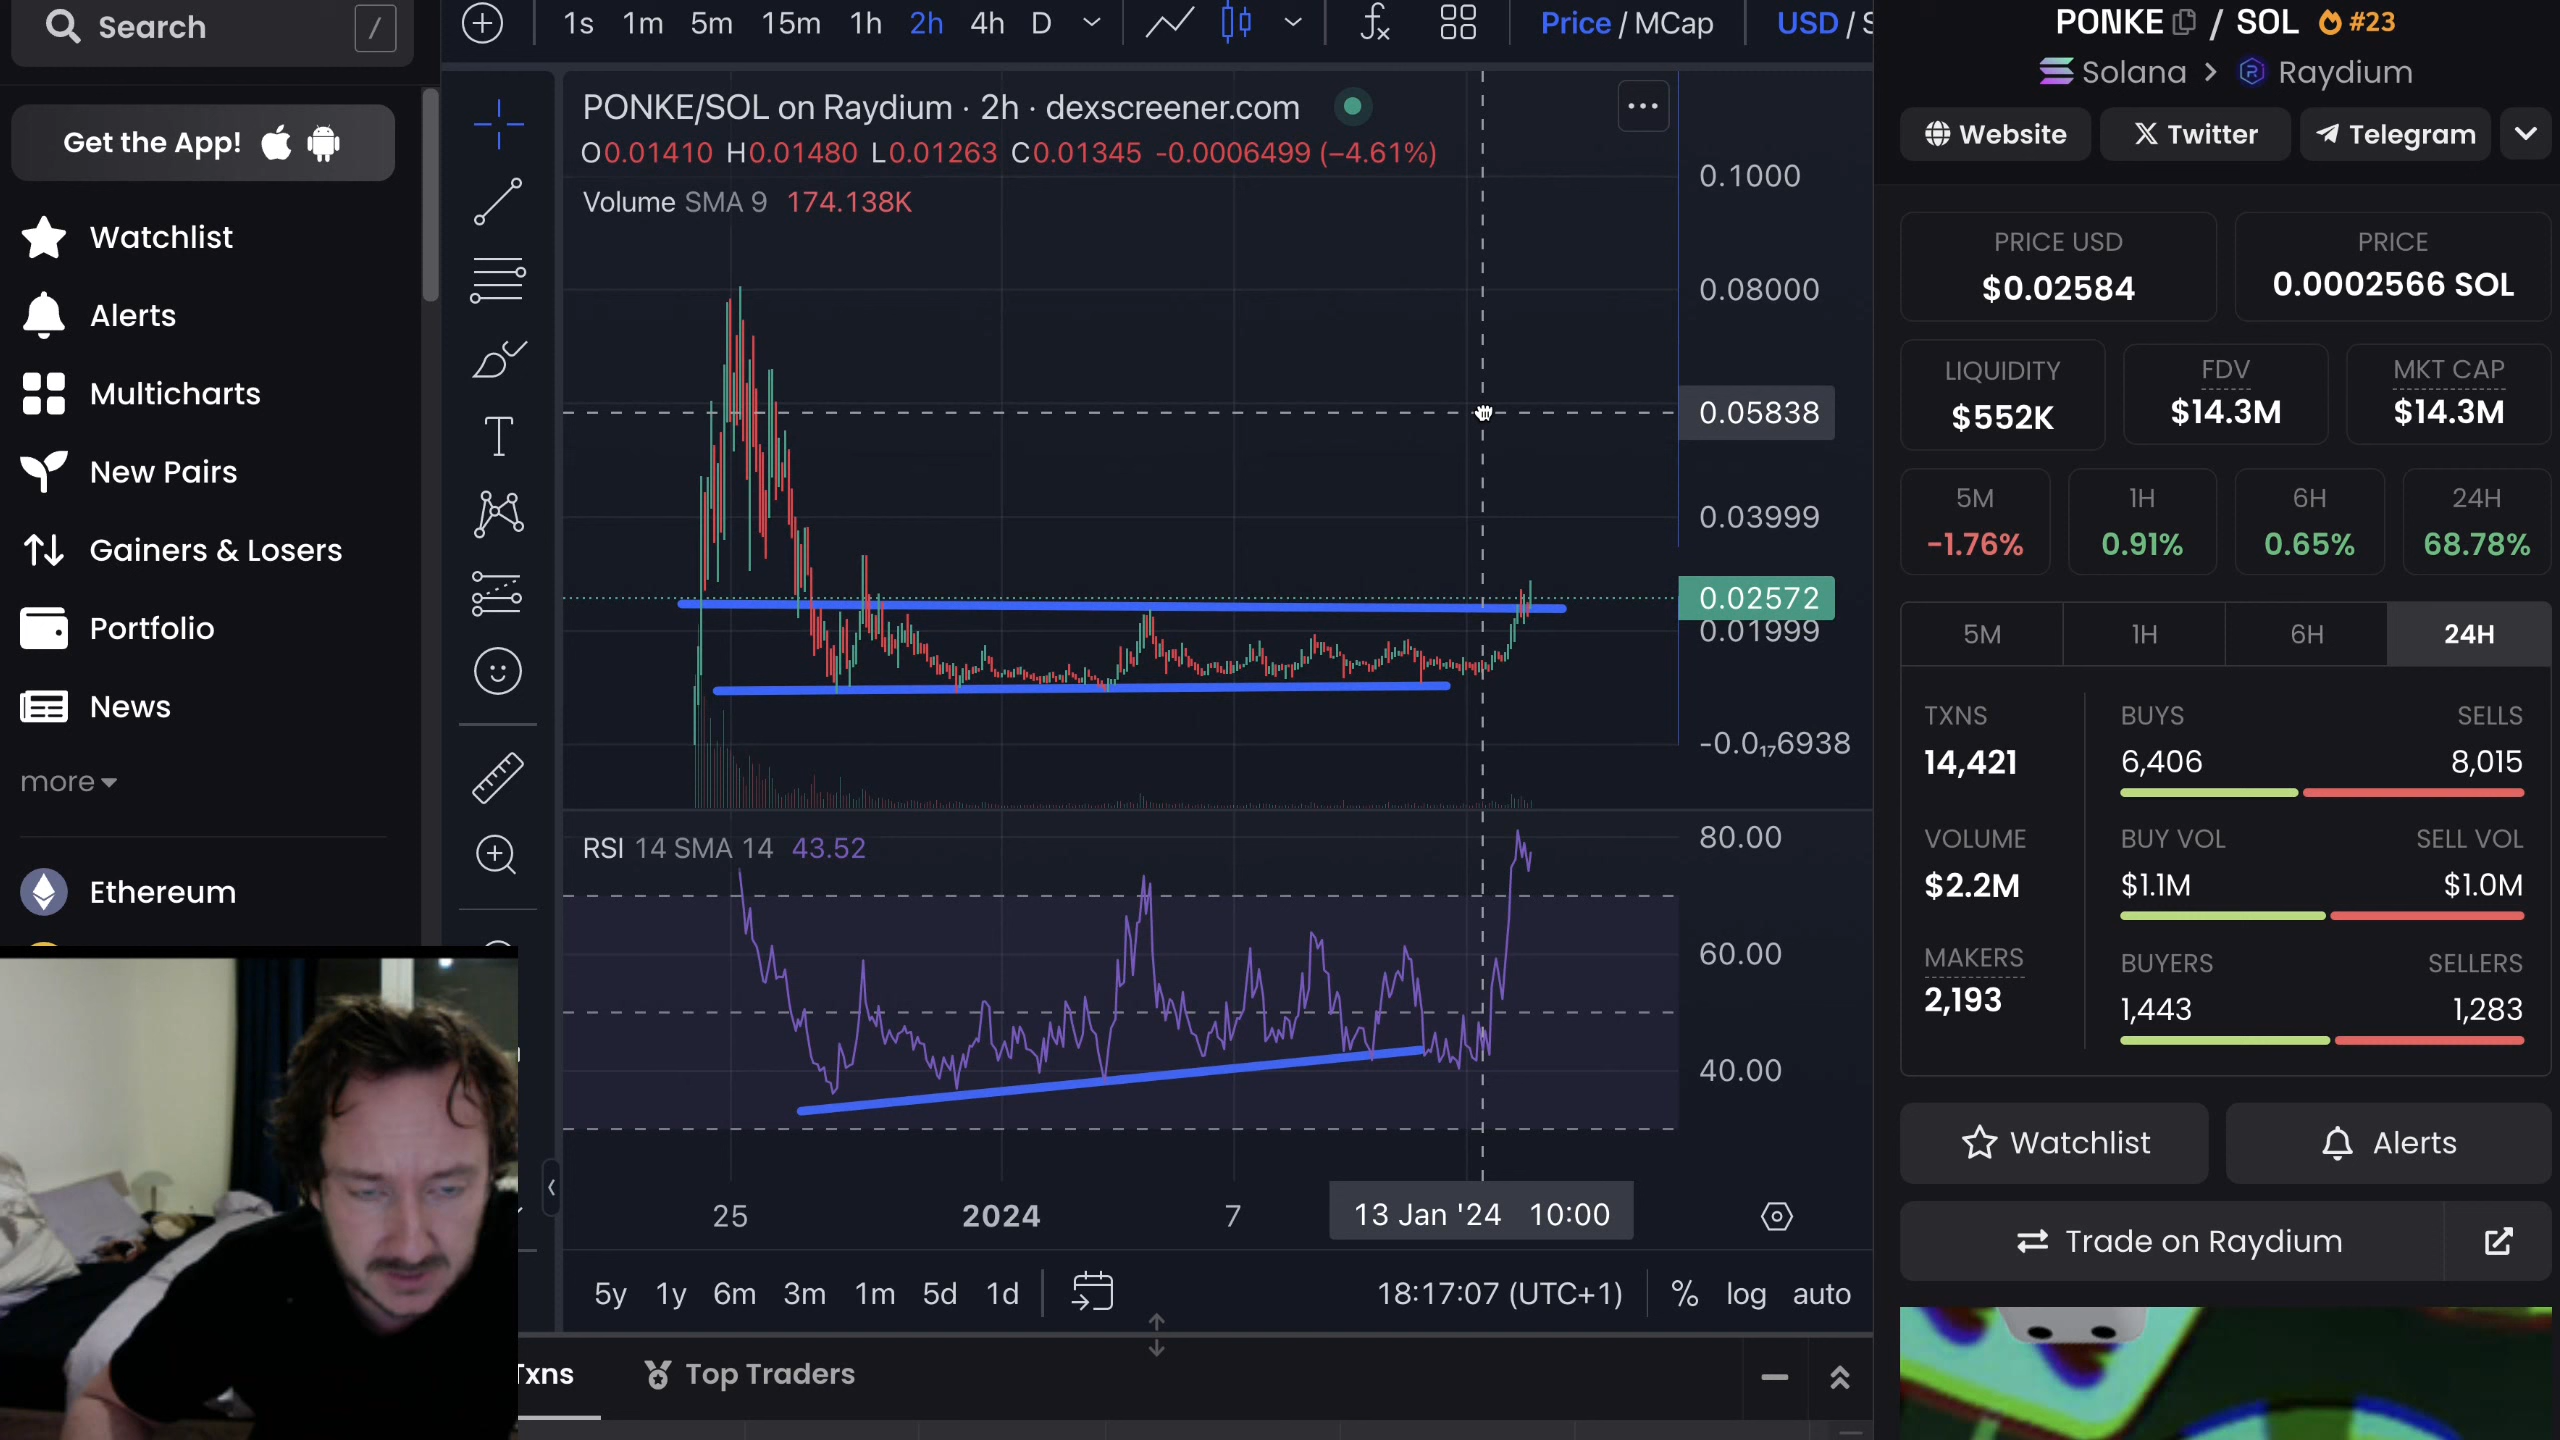 Search /
Get the App!
Watchlist
Alerts
Multicharts
New Pairs
Gainers & Losers
Portfolio
News
more
Ethereum
1s 1m 5m 15m 1h 2h 4h D
Price / MCap
USD / S
PONKE/SOL on Raydium · 2h · dexscreener.com
O0.01410 H0.01480 L0.01263 C0.01345 -0.0006499 (−4.61%)
Volume SMA 9 174.138K
0.1000
0.08000
0.05838
0.03999
0.02572
0.01999
-0.0₁₇6938
RSI 14 SMA 14 43.52
80.00
60.00
40.00
25 2024 7 13 Jan '24 10:00
5y 1y 6m 3m 1m 5d 1d
18:17:07 (UTC+1) % log auto
Txns Top Traders
PONKE / SOL #23
Solana > Raydium
Website Twitter Telegram
PRICE USD PRICE
$0.02584 0.0002566 SOL
LIQUIDITY FDV MKT CAP
$552K $14.3M $14.3M
5M 1H 6H 24H
-1.76% 0.91% 0.65% 68.78%
5M 1H 6H 24H
TXNS BUYS SELLS
14,421 6,406 8,015
VOLUME BUY VOL SELL VOL
$2.2M $1.1M $1.0M
MAKERS BUYERS SELLERS
2,193 1,443 1,283
Watchlist Alerts
Trade on Raydium